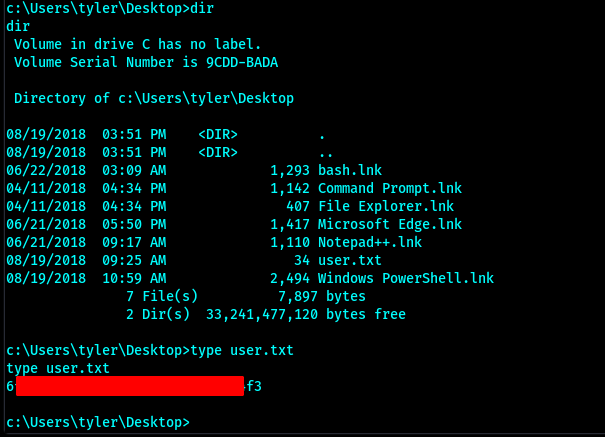 c:\Users\tyler\Desktop>dir
dir
 Volume in drive C has no label.
 Volume Serial Number is 9CDD-BADA

 Directory of c:\Users\tyler\Desktop

08/19/2018  03:51 PM    <DIR>          .
08/19/2018  03:51 PM    <DIR>          ..
06/22/2018  03:09 AM             1,293 bash.lnk
04/11/2018  04:34 PM             1,142 Command Prompt.lnk
04/11/2018  04:34 PM               407 File Explorer.lnk
06/21/2018  05:50 PM             1,417 Microsoft Edge.lnk
06/21/2018  09:17 AM             1,110 Notepad++.lnk
08/19/2018  09:25 AM                34 user.txt
08/19/2018  10:59 AM             2,494 Windows PowerShell.lnk
               7 File(s)          7,897 bytes
               2 Dir(s)  33,241,477,120 bytes free

c:\Users\tyler\Desktop>type user.txt
type user.txt
6 f3

c:\Users\tyler\Desktop>